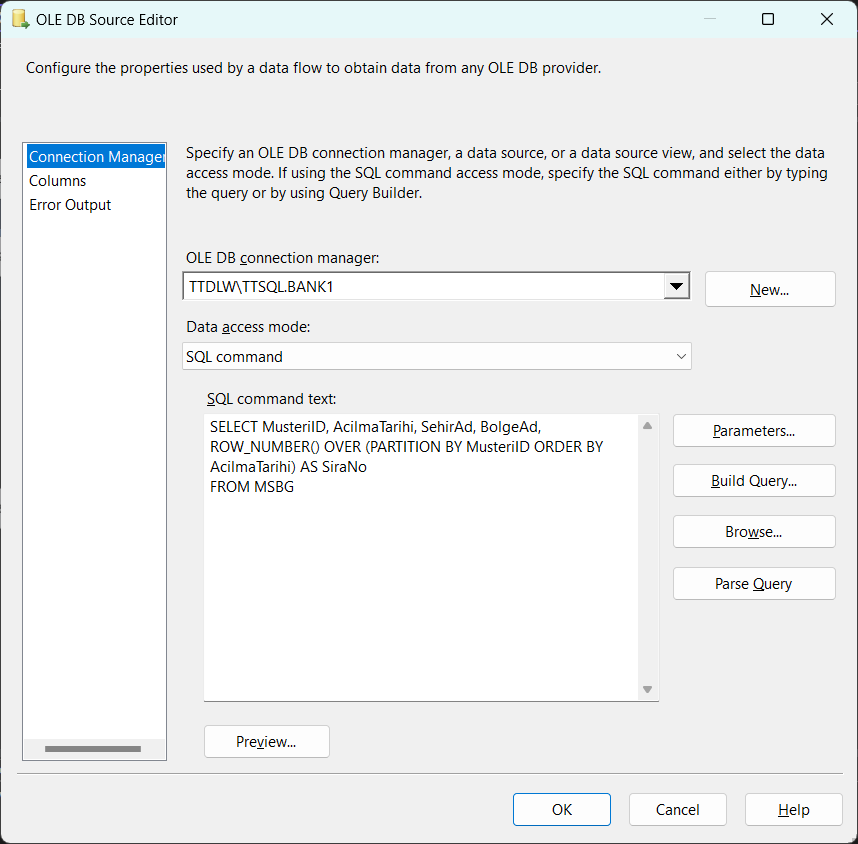 OLE DB Source Editor
Configure the properties used by a data flow to obtain data from any OLE DB provider.
Connection Manager
Columns
Error Output
Specify an OLE DB connection manager, a data source, or a data source view, and select the data
access mode. If using the SQL command access mode, specify the SQL command either by typing
the query or by using Query Builder.
OLE DB connection manager:
TTDLW\TTSQL.BANK1
New...
Data access mode:
SQL command
SQL command text:
SELECT MusteriID, AcilmaTarihi, SehirAd, BolgeAd,
ROW_NUMBER() OVER (PARTITION BY MusteriID ORDER BY
AcilmaTarihi) AS SiraNo
FROM MSBG
Parameters...
Build Query...
Browse...
Parse Query
Preview...
OK
Cancel
Help